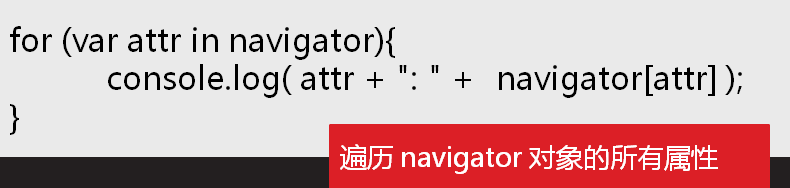 for (var attr in navigator){
console.log( attr + ": " + navigator[attr] );
}
遍历 navigator 对象的所有属性